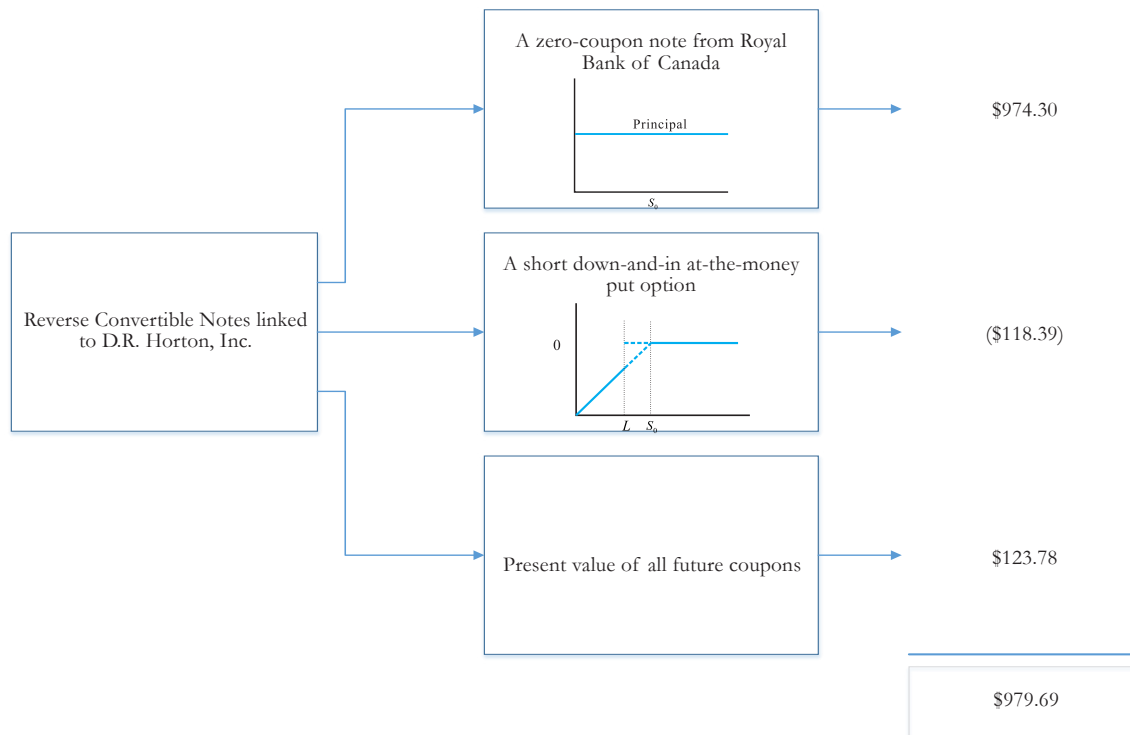 A zero-coupon note from Royal
Bank of Canada
Principal
S₀
$974.30
Reverse Convertible Notes linked
to D.R. Horton, Inc.
A short down-and-in at-the-money
put option
0
L S₀
($118.39)
Present value of all future coupons
$123.78
$979.69